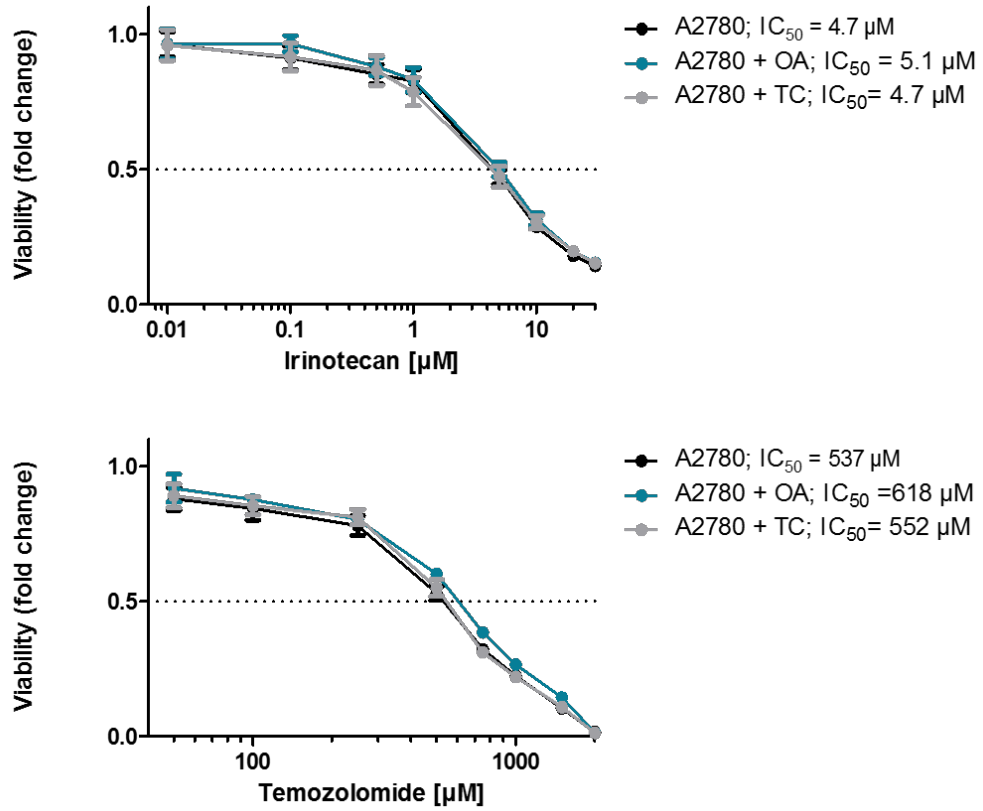 Viability (fold change)
1.0
0.5
0.0
0.01 0.1 1 10
Irinotecan [µM]
A2780; IC₅₀ = 4.7 µM
A2780 + OA; IC₅₀ = 5.1 µM
A2780 + TC; IC₅₀= 4.7 µM
Viability (fold change)
1.0
0.5
0.0
100 1000
Temozolomide [µM]
A2780; IC₅₀ = 537 µM
A2780 + OA; IC₅₀ =618 µM
A2780 + TC; IC₅₀= 552 µM